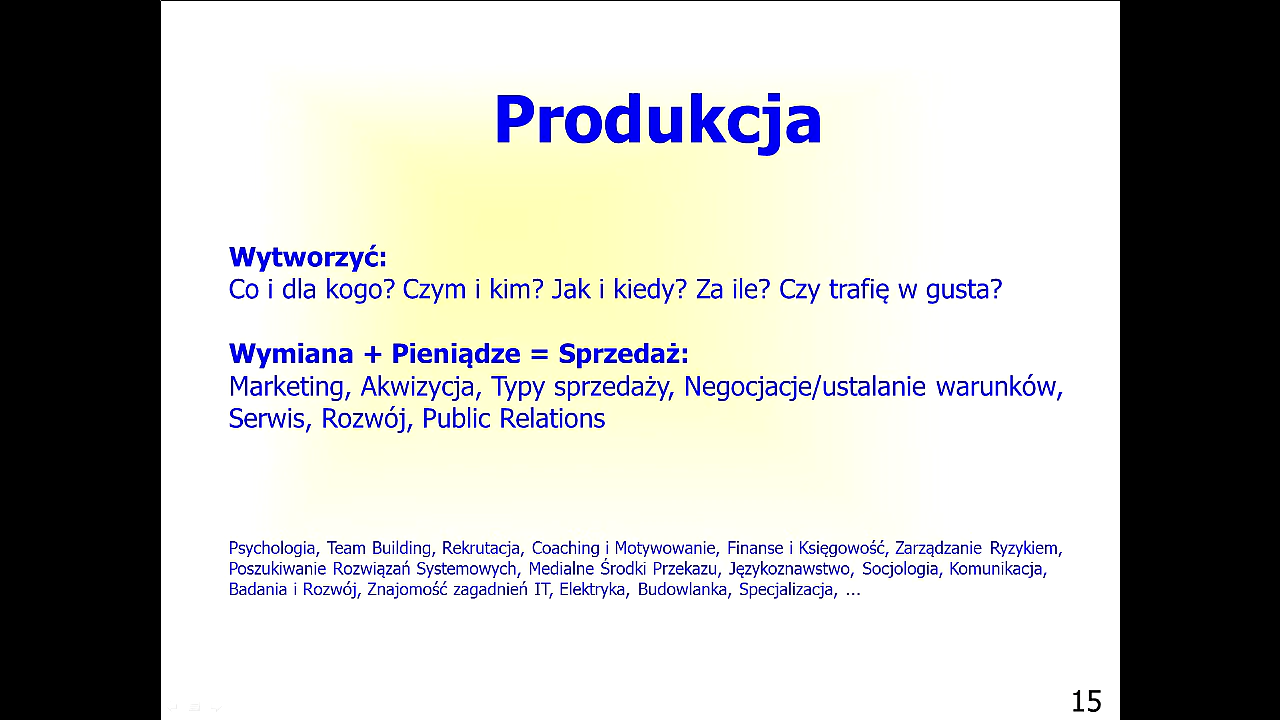 Produkcja
Wytworzyć:
Co i dla kogo? Czym i kim? Jak i kiedy? Za ile? Czy trafię w gusta?
Wymiana + Pieniądze = Sprzedaż:
Marketing, Akwizycja, Typy sprzedaży, Negocjacje/ustalanie warunków,
Serwis, Rozwój, Public Relations
Psychologia, Team Building, Rekrutacja, Coaching i Motywowanie, Finanse i Księgowość, Zarządzanie Ryzykiem,
Poszukiwanie Rozwiązań Systemowych, Medialne Środki Przekazu, Językoznawstwo, Socjologia, Komunikacja,
Badania i Rozwój, Znajomość zagadnień IT, Elektryka, Budowlanka, Specjalizacja, ...
15